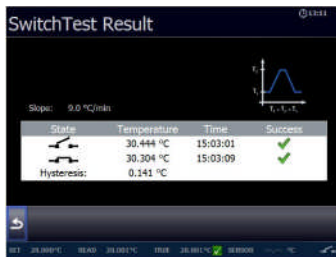 SwitchTest Result
Slope: 9.0 °C/min
State Temperature Time Success
30.444 °C 15:03:01
30.304 °C 15:03:09
Hysteresis: 0.141 °C
SET
READ
TRUE
SENSOR